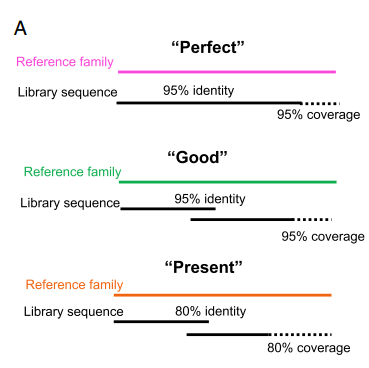 A
“Perfect”
Reference family
Library sequence
95% identity
95% coverage
“Good”
Reference family
Library sequence
95% identity
95% coverage
“Present”
Reference family
Library sequence
80% identity
80% coverage